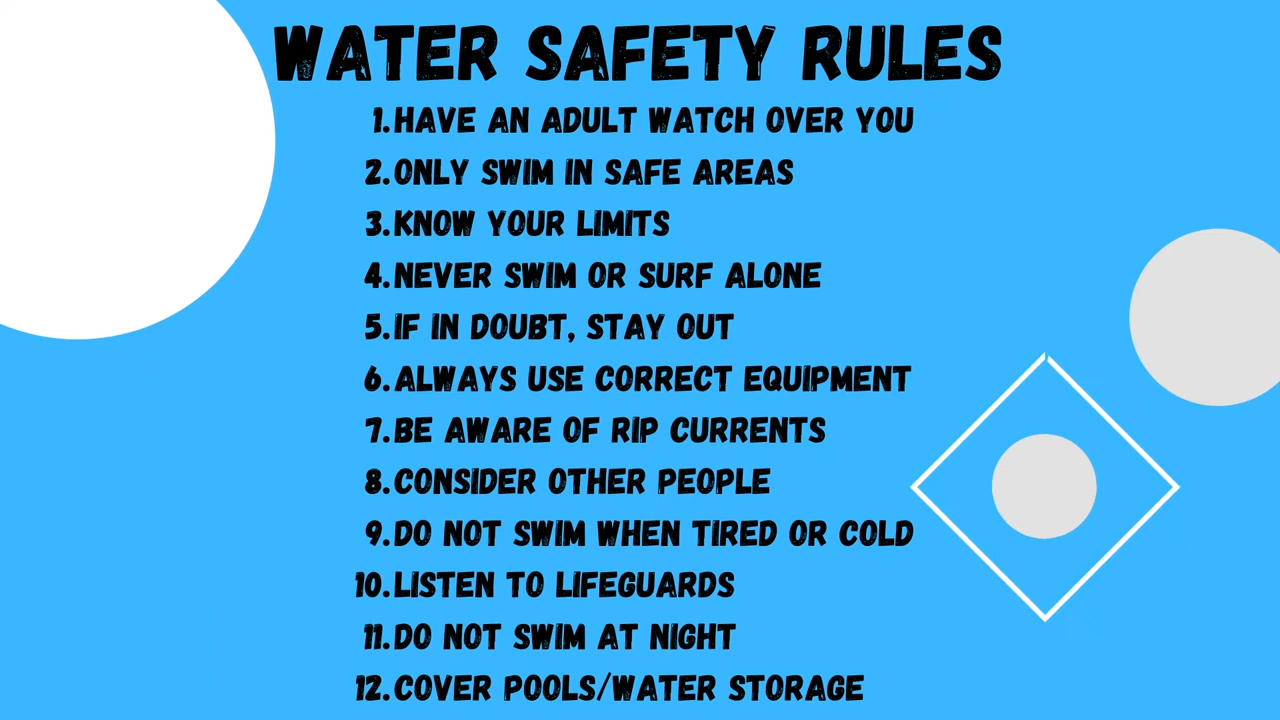 WATER SAFETY RULES
1. HAVE AN ADULT WATCH OVER YOU
2. ONLY SWIM IN SAFE AREAS
3. KNOW YOUR LIMITS
4. NEVER SWIM OR SURF ALONE
5. IF IN DOUBT, STAY OUT
6. ALWAYS USE CORRECT EQUIPMENT
7. BE AWARE OF RIP CURRENTS
8. CONSIDER OTHER PEOPLE
9. DO NOT SWIM WHEN TIRED OR COLD
10. LISTEN TO LIFEGUARDS
11. DO NOT SWIM AT NIGHT
12. COVER POOLS/WATER STORAGE